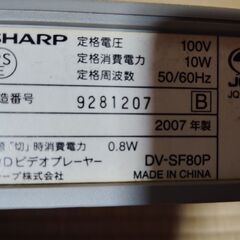 SHARP
定格電圧 100V
定格消費電力 10W
定格周波数 50/60Hz
造番号 9281207 B
2007年製
「切」時消費電力 0.8W
Dビデオプレーヤー DV-SF80P
ープ株式会社 MADE IN CHINA
PS
E
JQ